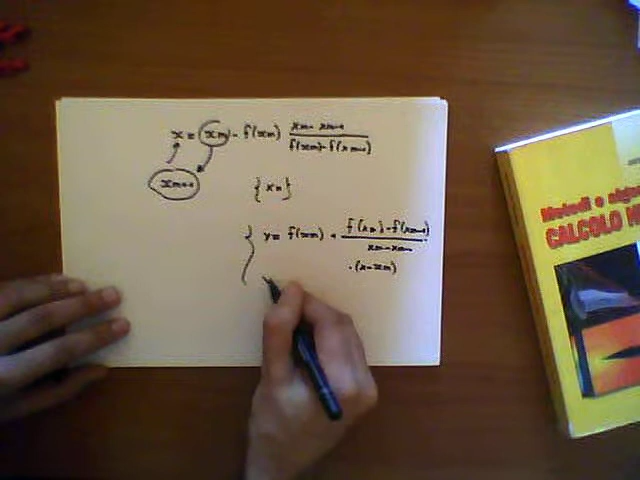 x = xn - f(xn) xn - xn-1 / f(xn) - f(xn-1)
xn+1
{xn}
y = f(xn) + f(xn) - f(xn-1) / xn - xn-1
· (x - xn)
Metodi e
CALCOLO